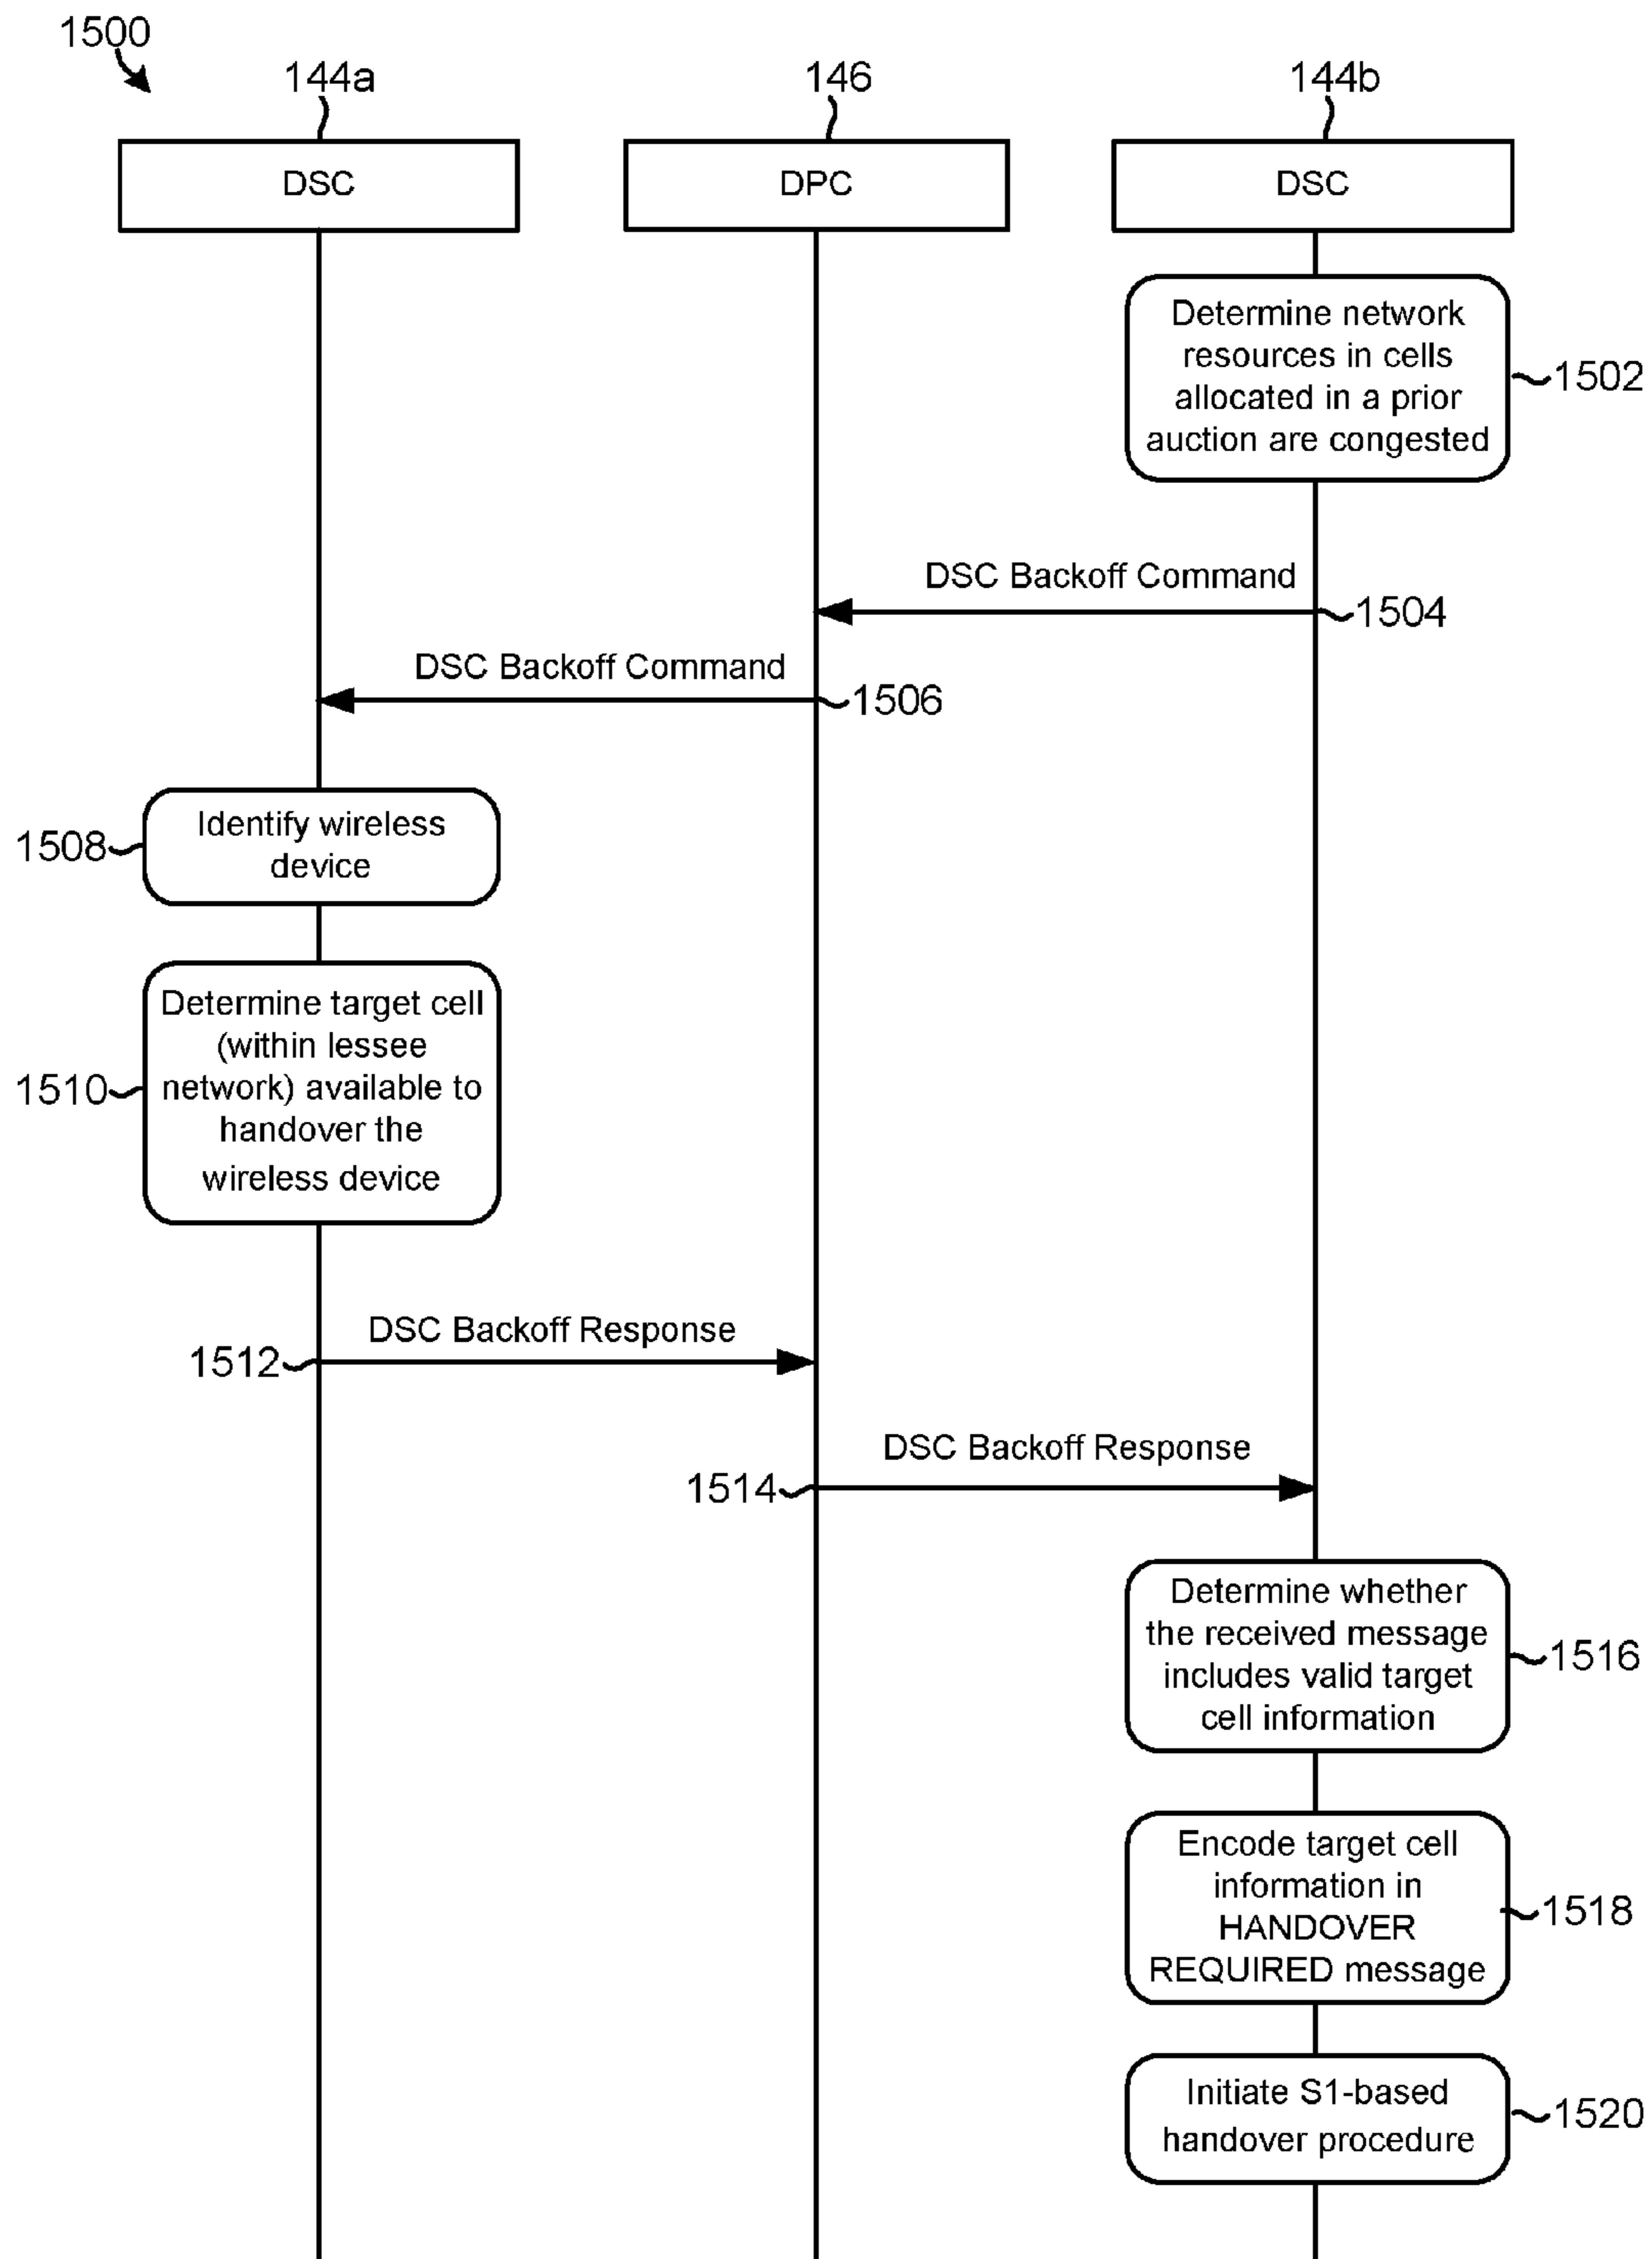 1500
144a
146
144b
DSC
DPC
DSC
Determine network
resources in cells
allocated in a prior
auction are congested
1502
DSC Backoff Command
1504
DSC Backoff Command
1506
1508
Identify wireless
device
1510
Determine target cell
(within lessee
network) available to
handover the
wireless device
DSC Backoff Response
1512
DSC Backoff Response
1514
Determine whether
the received message
includes valid target
cell information
1516
Encode target cell
information in
HANDOVER
REQUIRED message
1518
Initiate S1-based
handover procedure
1520